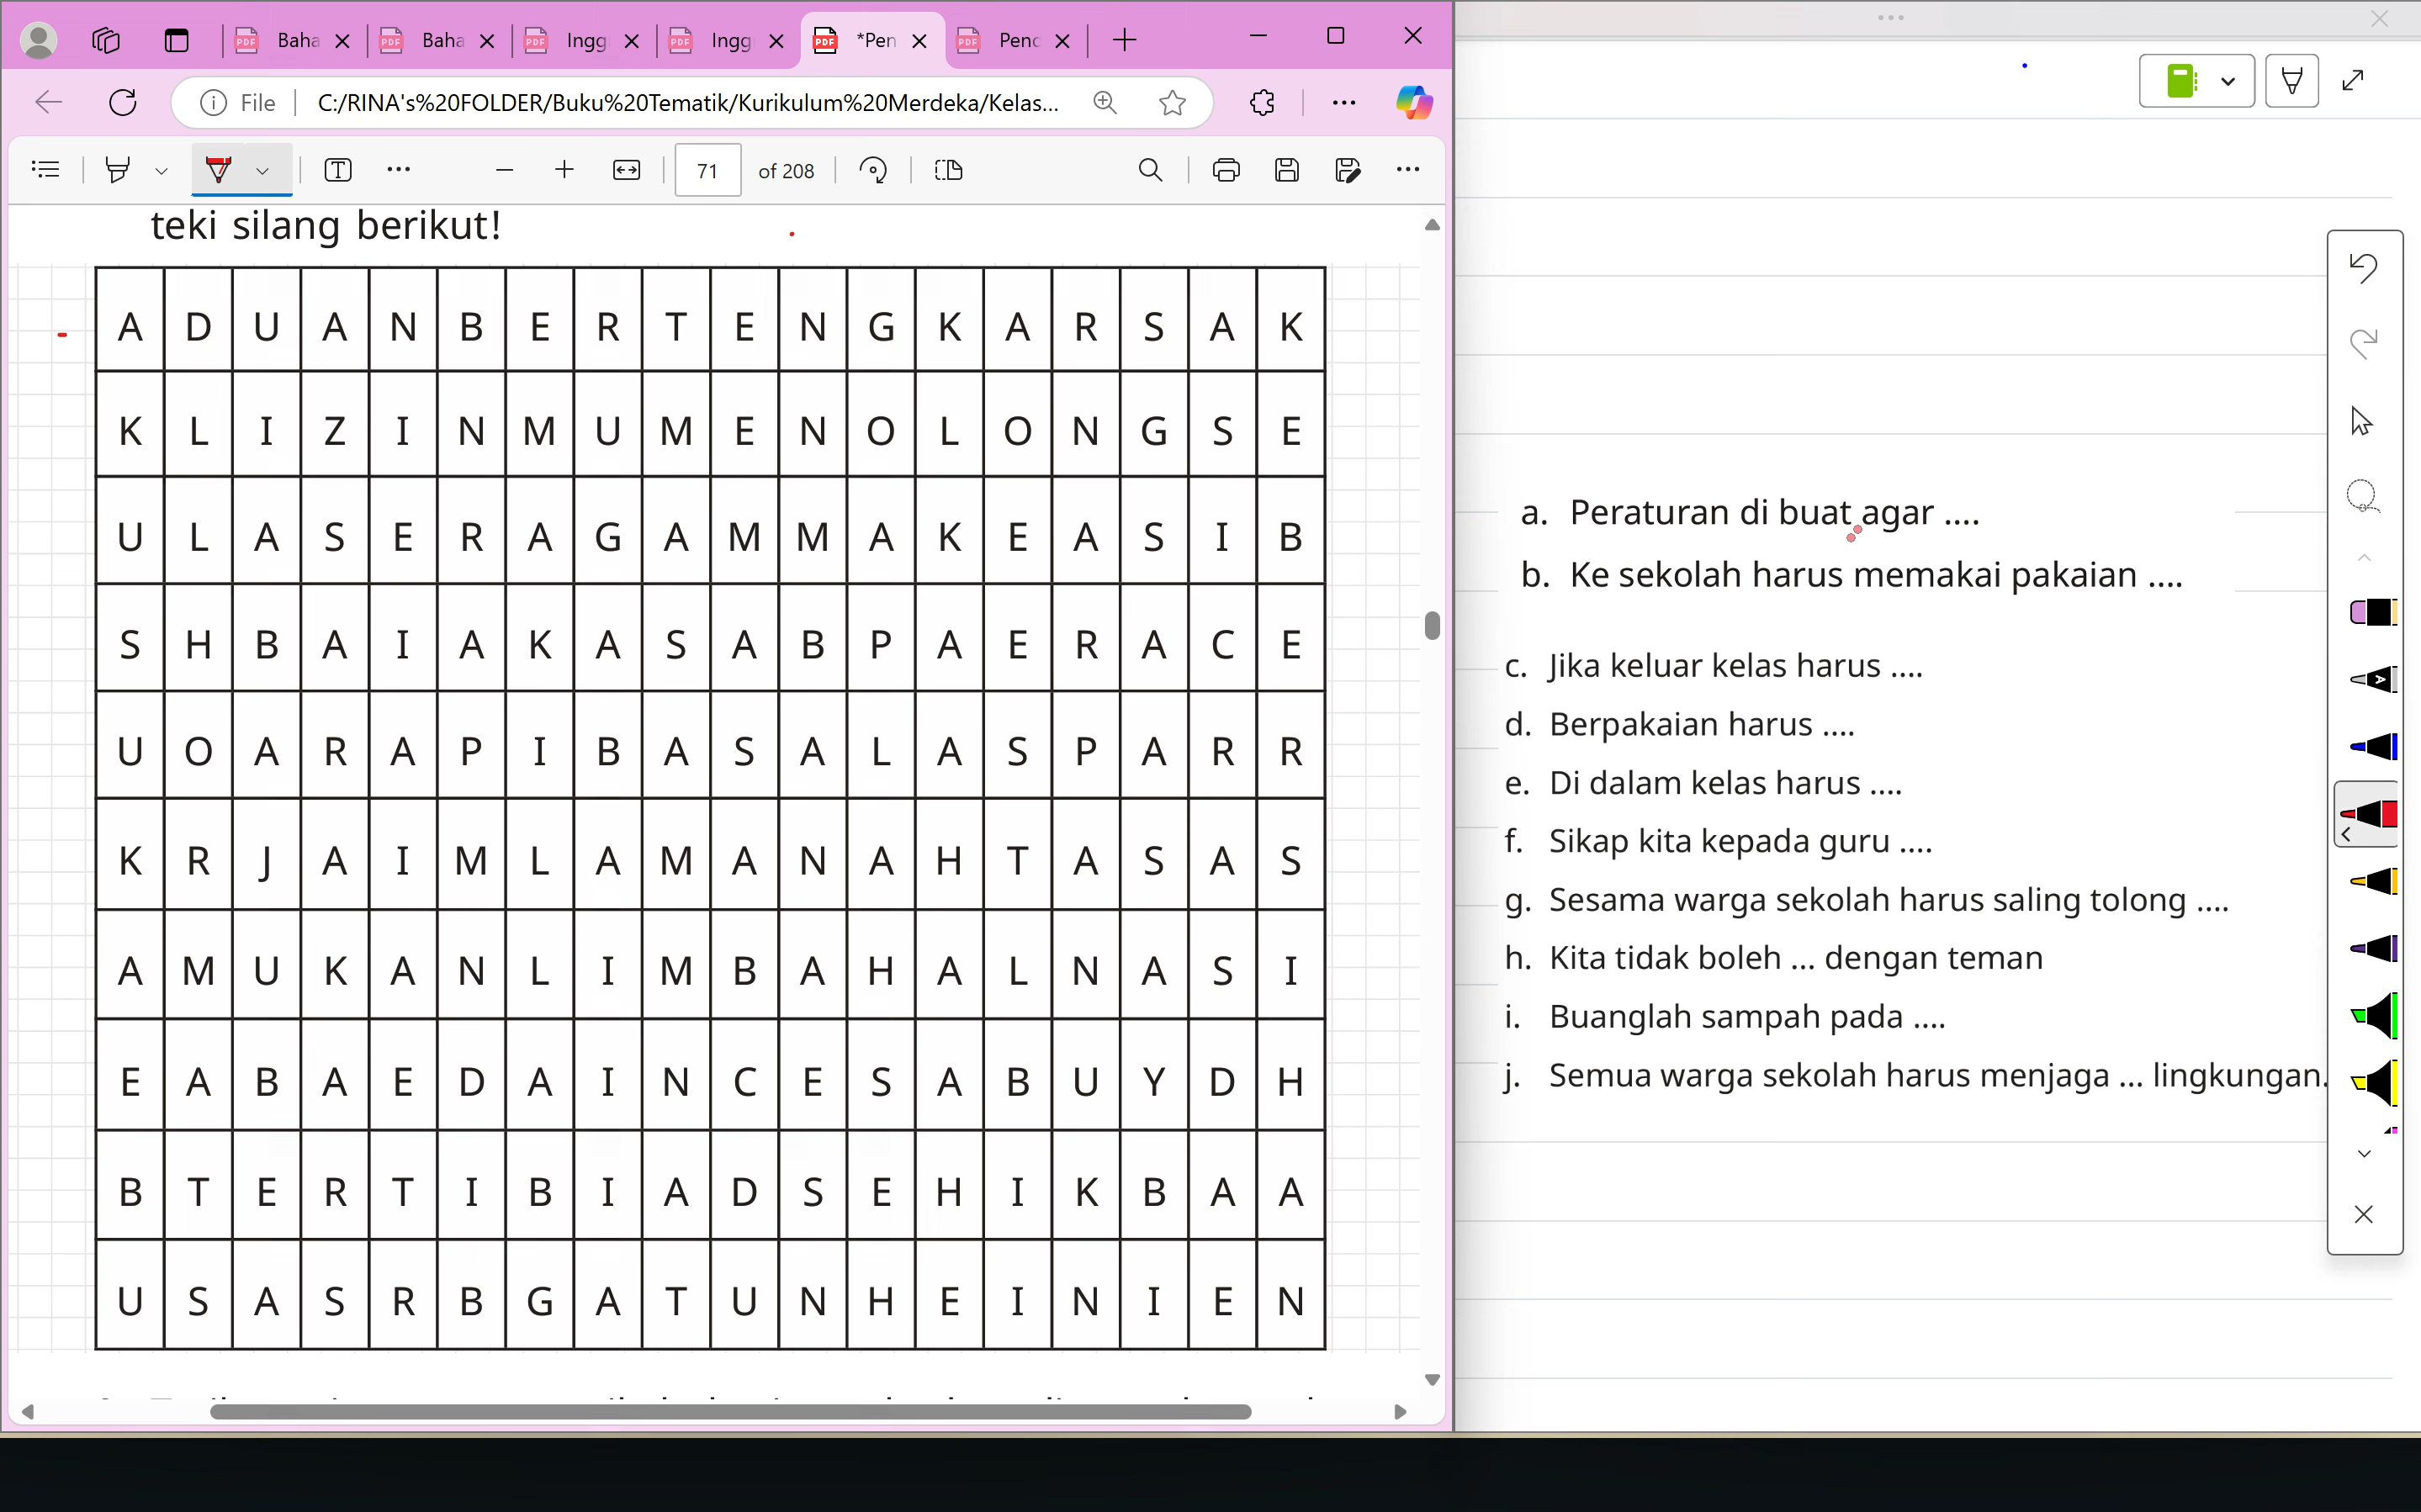 Baha
Baha
Ingg
Ingg
*Pen
Penc
File
C:/RINA's%20FOLDER/Buku%20Tematik/Kurikulum%20Merdeka/Kelas...
71 of 208
teki silang berikut!
A D U A N B E R T E N G K A R S A K
K L I Z I N M U M E N O L O N G S E
U L A S E R A G A M M A K E A S I B
S H B A I A K A S A B P A E R A C E
U O A R A P I B A S A L A S P A R R
K R J A I M L A M A N A H T A S A S
A M U K A N L I M B A H A L N A S I
E A B A E D A I N C E S A B U Y D H
B T E R T I B I A D S E H I K B A A
U S A S R B G A T U N H E I N I E N
a. Peraturan di buat agar ....
b. Ke sekolah harus memakai pakaian ....
c. Jika keluar kelas harus ....
d. Berpakaian harus ....
e. Di dalam kelas harus ....
f. Sikap kita kepada guru ....
g. Sesama warga sekolah harus saling tolong ....
h. Kita tidak boleh ... dengan teman
i. Buanglah sampah pada ....
j. Semua warga sekolah harus menjaga ... lingkungan.